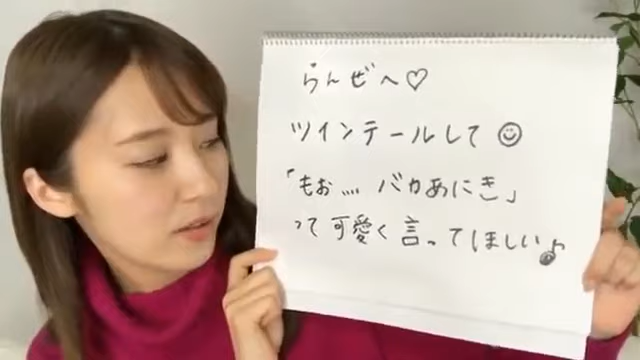 らんぜへ♡
ツインテールして☺
「もお,,,, バカあにき」
って可愛く言ってほしい♪